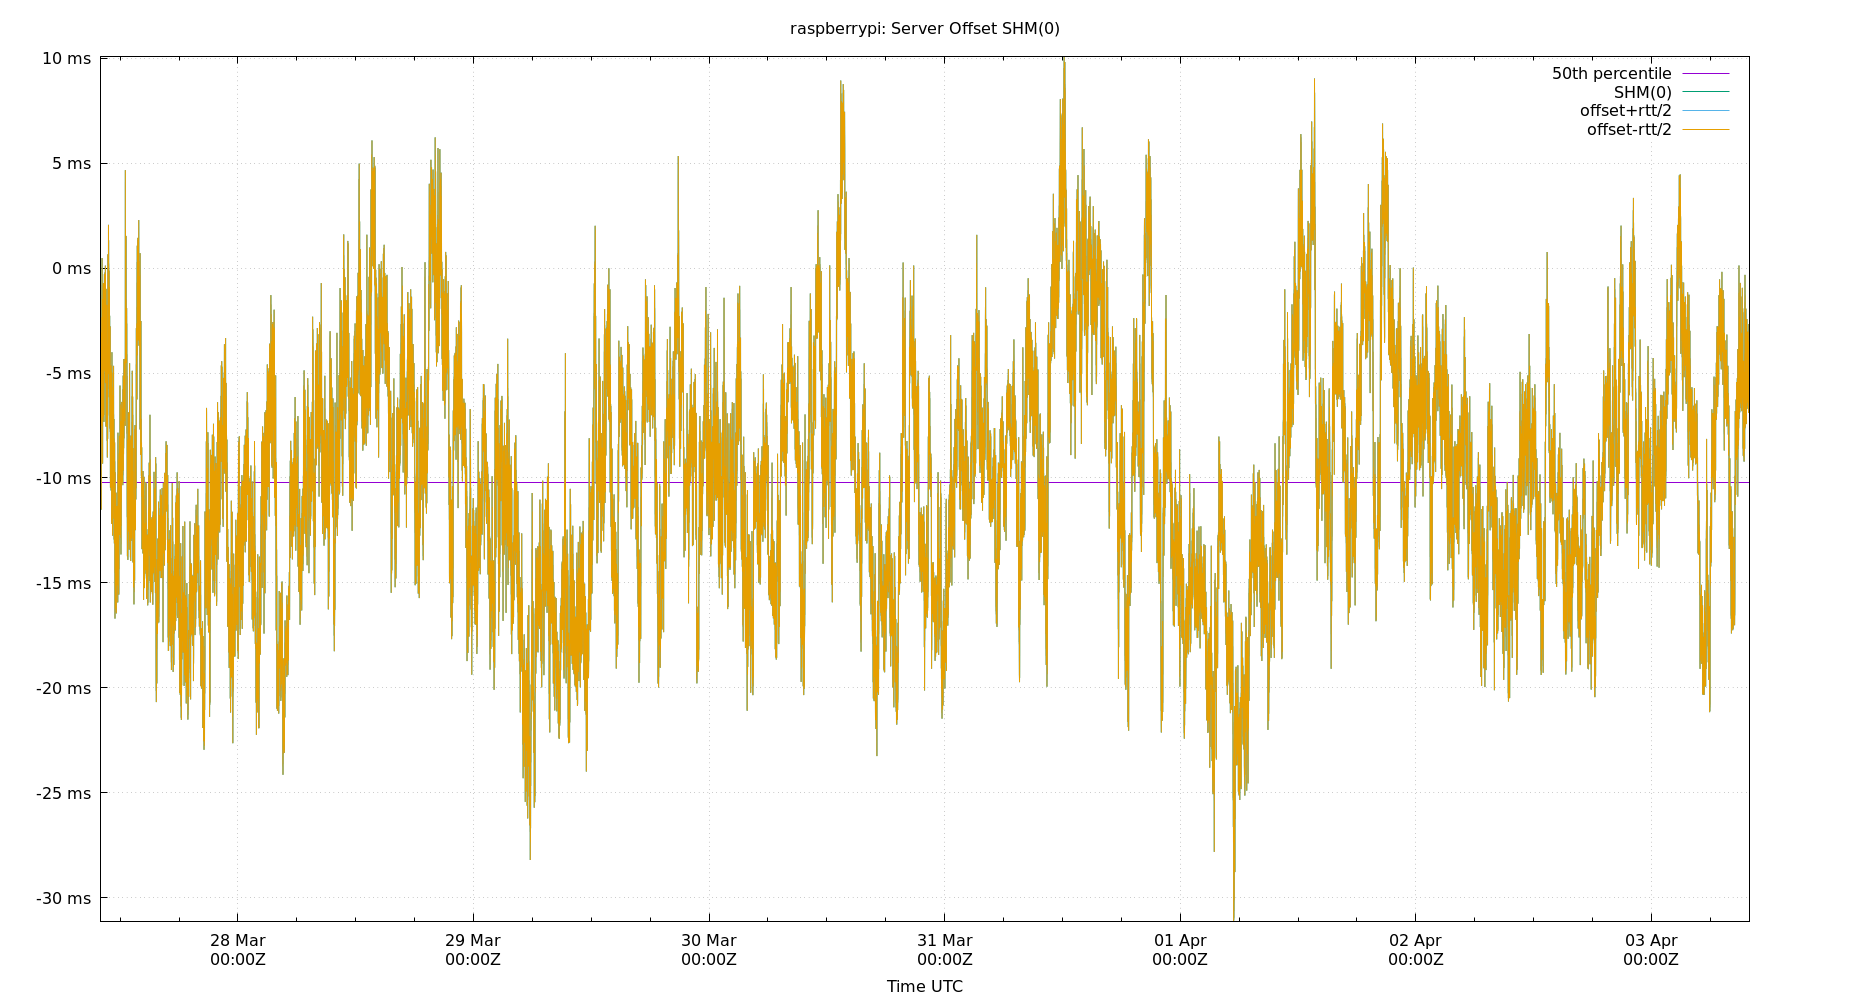 raspberrypi: Server Offset SHM(0)
10 ms
5 ms
0 ms
-5 ms
-10 ms
-15 ms
-20 ms
-25 ms
-30 ms
50th percentile
SHM(0)
offset+rtt/2
offset-rtt/2
28 Mar 29 Mar 30 Mar 31 Mar 01 Apr 02 Apr 03 Apr
00:00Z 00:00Z 00:00Z 00:00Z 00:00Z 00:00Z 00:00Z
Time UTC